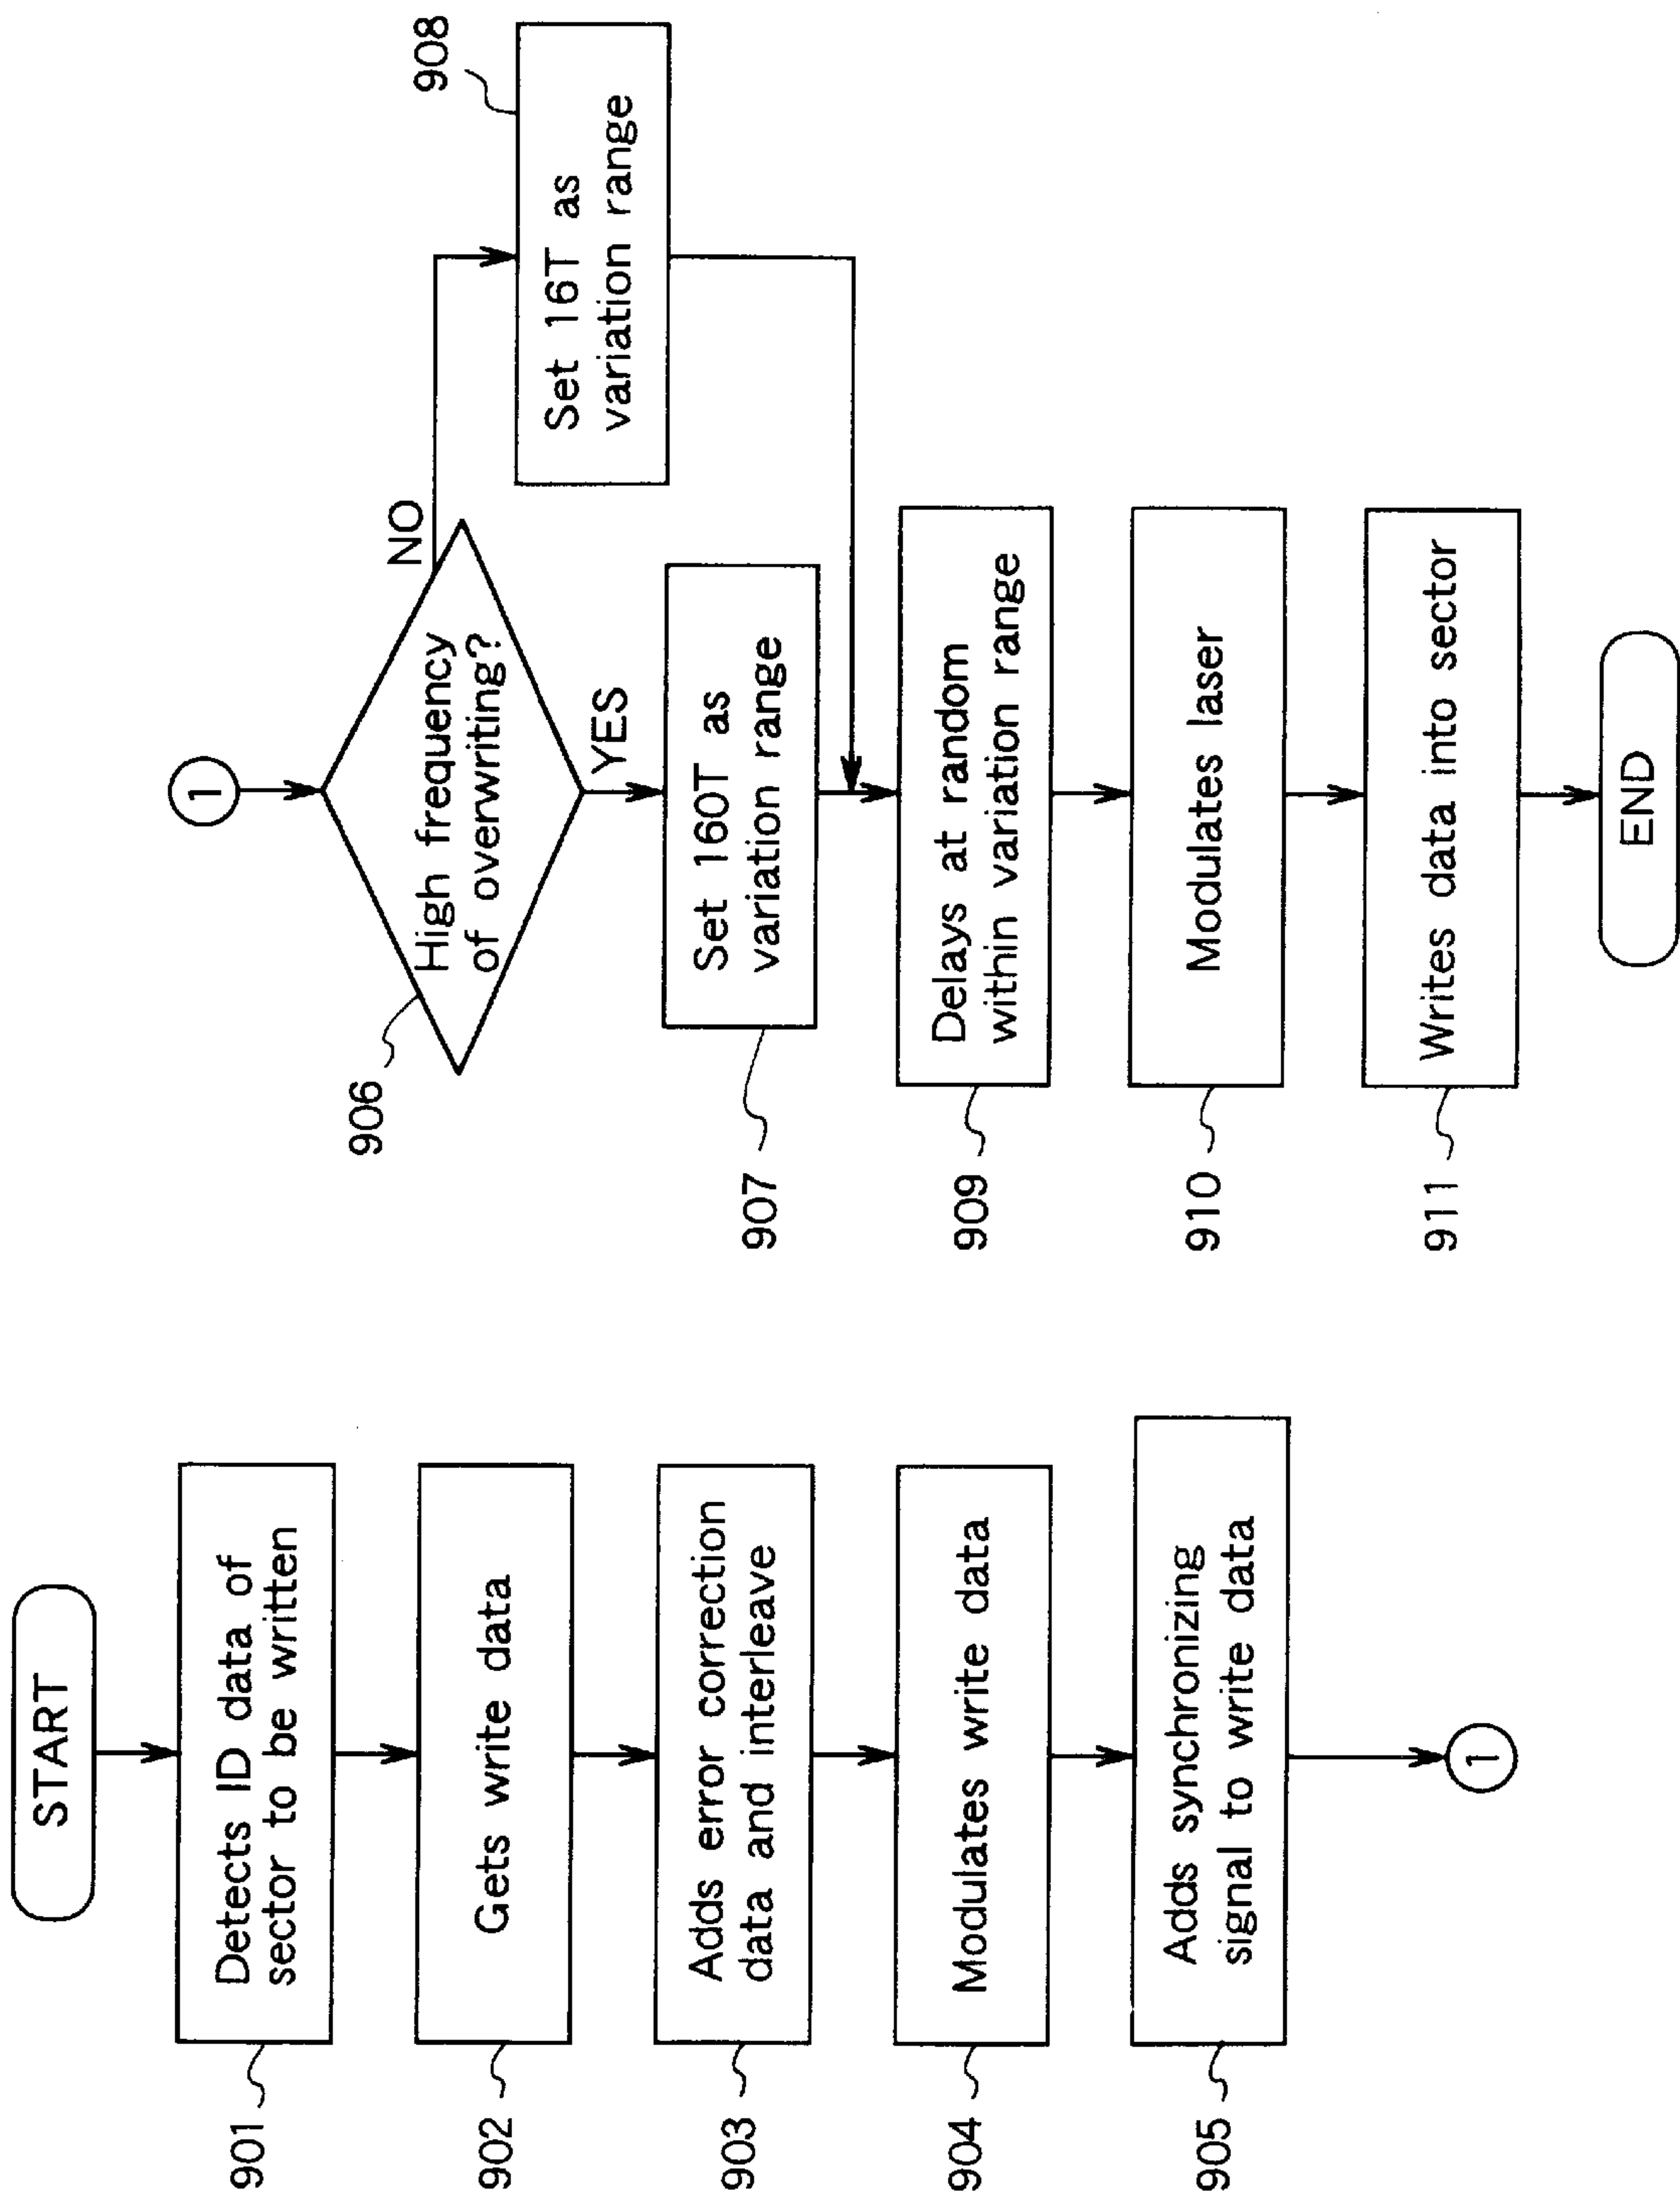 START
901
Detects ID data of
sector to be written
902
Gets write data
903
Adds error correction
data and interleave
904
Modulates write data
905
Adds synchronizing
signal to write data
1
1
906
High frequency
of overwriting?
NO
YES
907
Set 160T as
variation range
908
Set 16T as
variation range
909
Delays at random
within variation range
910
Modulates laser
911
Writes data into sector
END